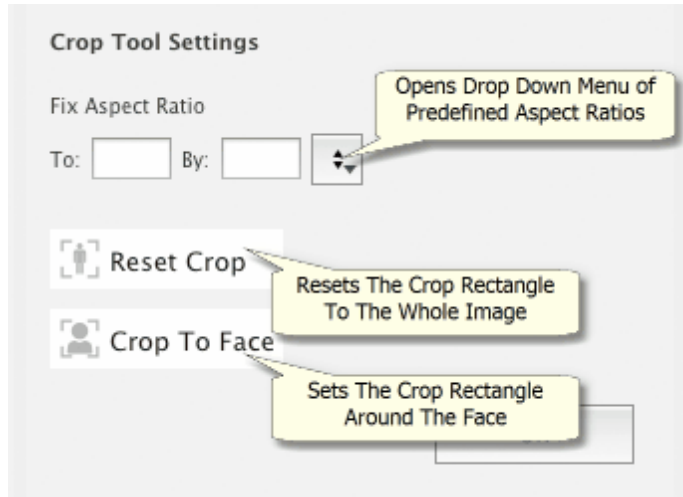 Crop Tool Settings
Opens Drop Down Menu of
Predefined Aspect Ratios
Fix Aspect Ratio
To:
By:
Reset Crop
Resets The Crop Rectangle
To The Whole Image
Crop To Face
Sets The Crop Rectangle
Around The Face